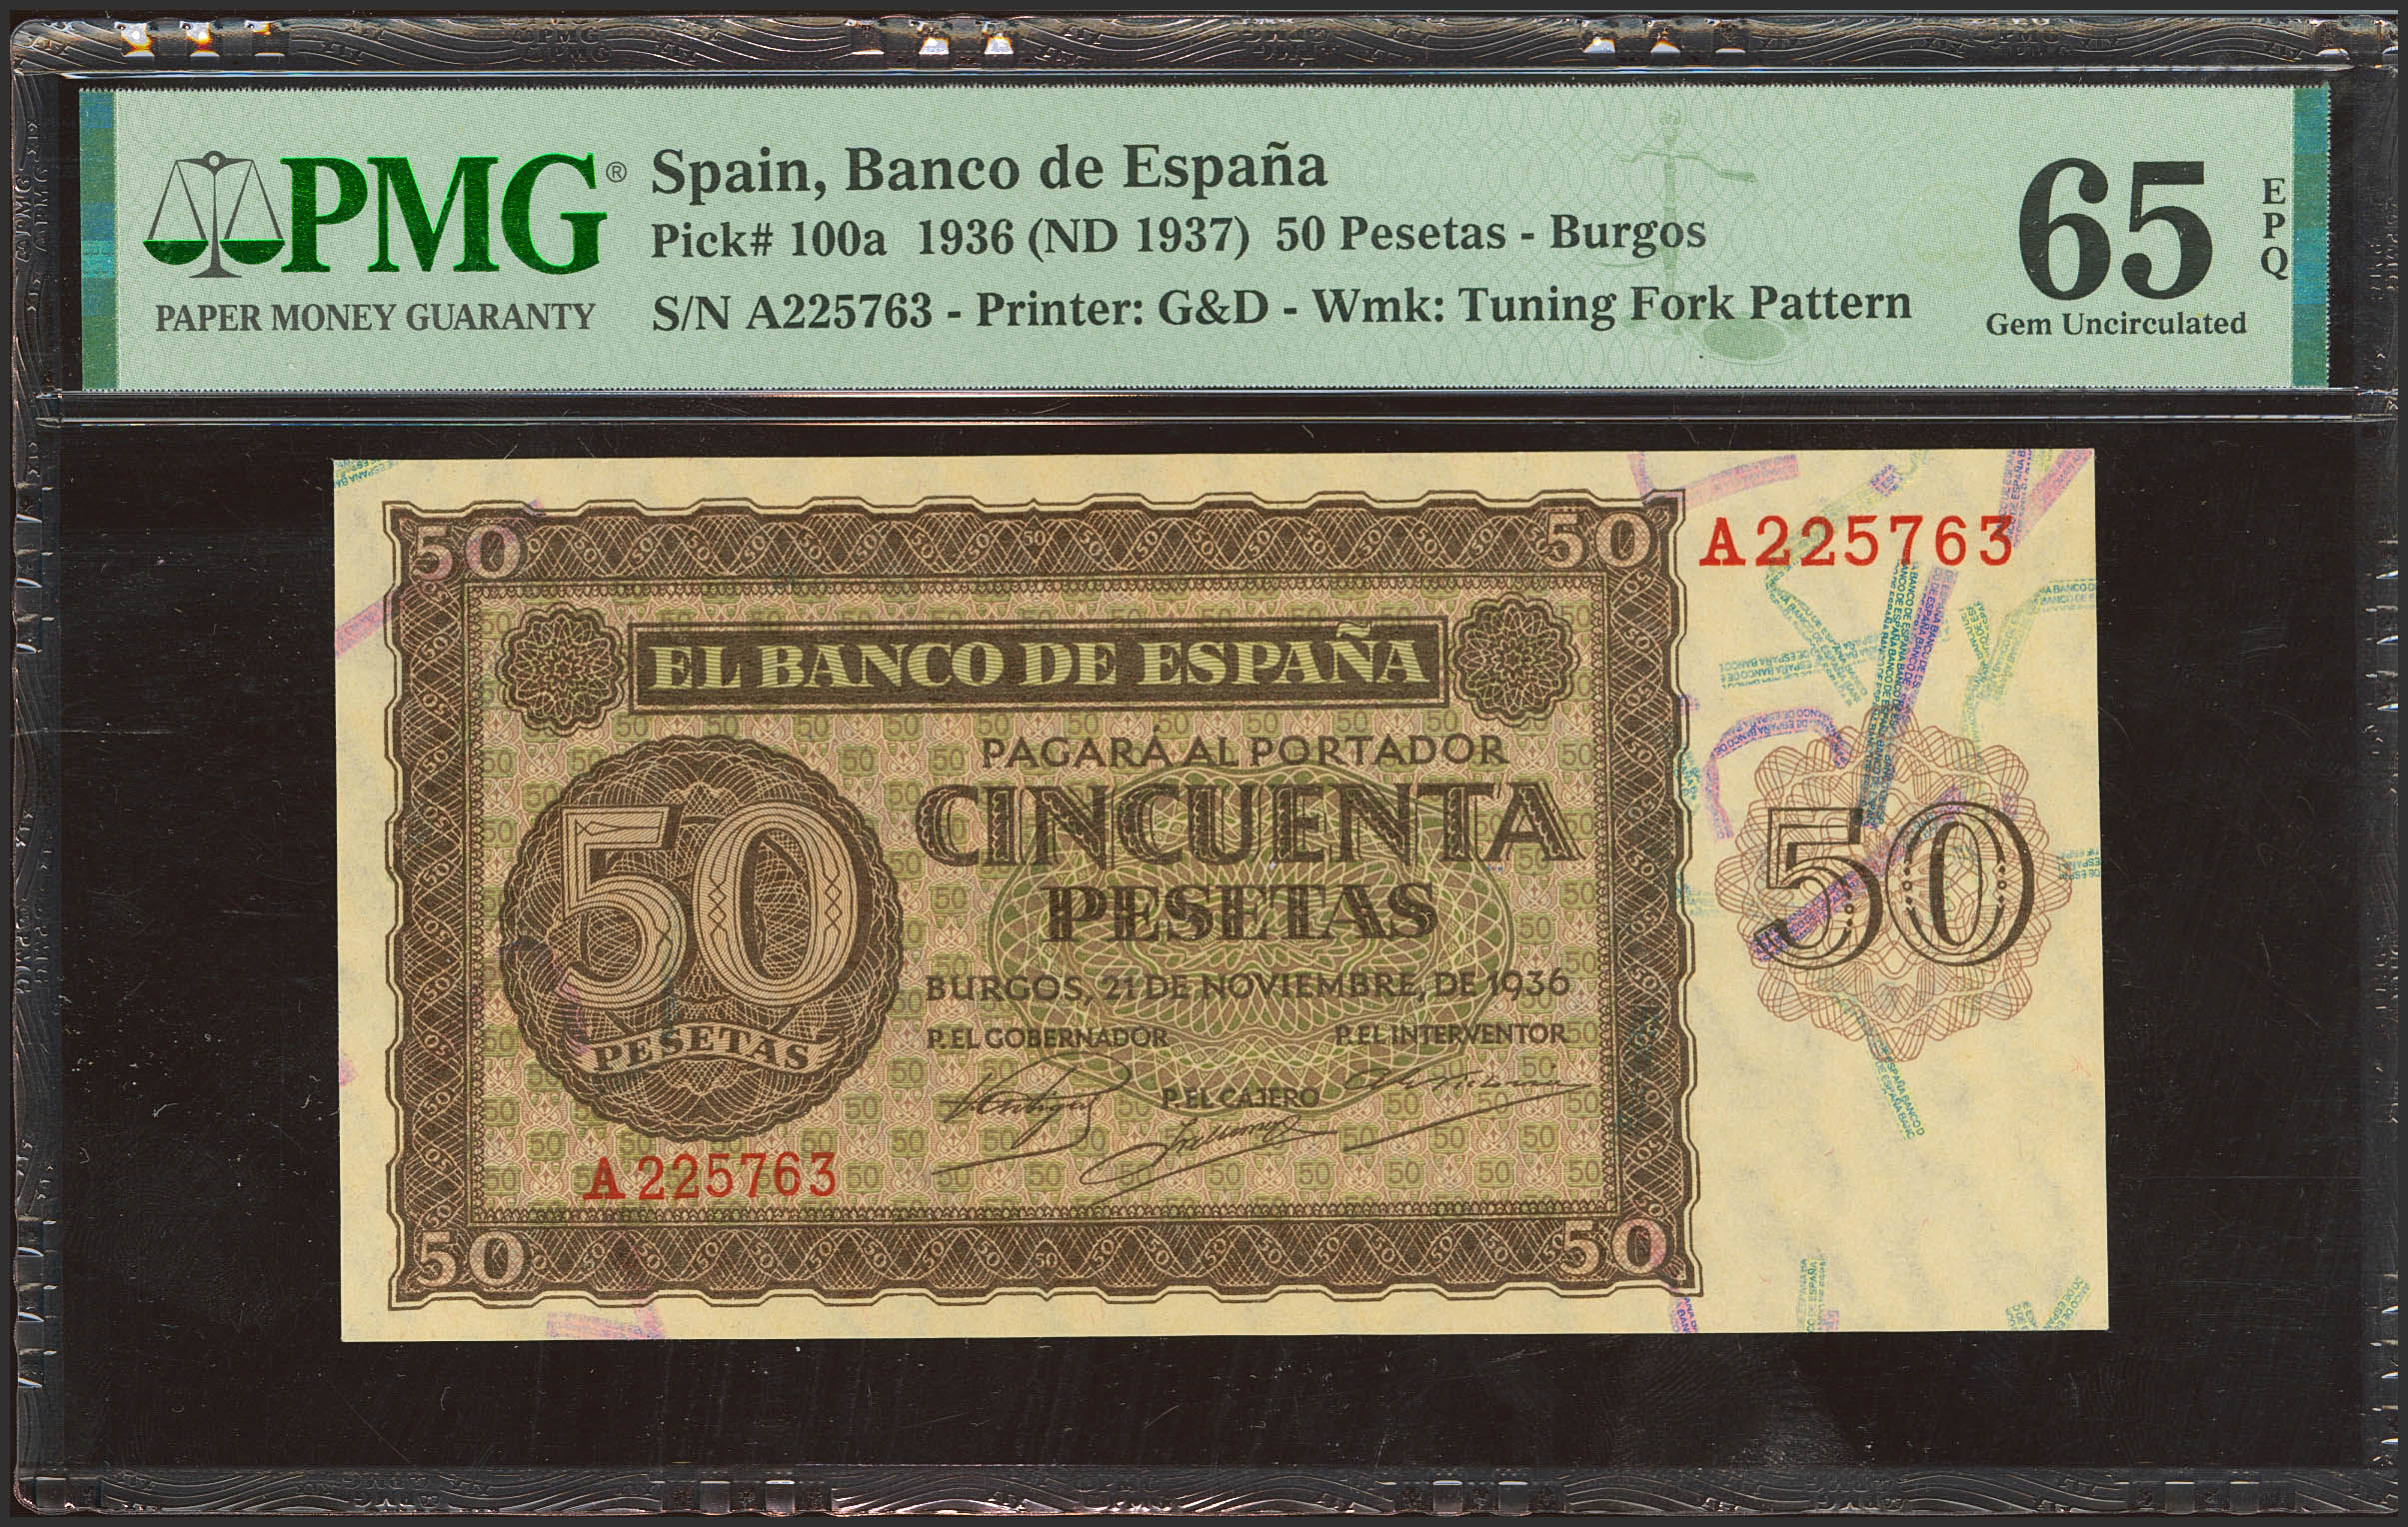 PMG®
PAPER MONEY GUARANTY
Spain, Banco de España
Pick# 100a 1936 (ND 1937) 50 Pesetas - Burgos
S/N A225763 - Printer: G&D - Wmk: Tuning Fork Pattern
65
EPQ
Gem Uncirculated
50
50
A225763
EL BANCO DE ESPAÑA
PAGARÁ AL PORTADOR
CINCUENTA
PESETAS
50
PESETAS
50
BURGOS, 21 DE NOVIEMBRE, DE 1936
P. EL GOBERNADOR
P. EL INTERVENTOR
P. EL CAJERO
A225763
50
50